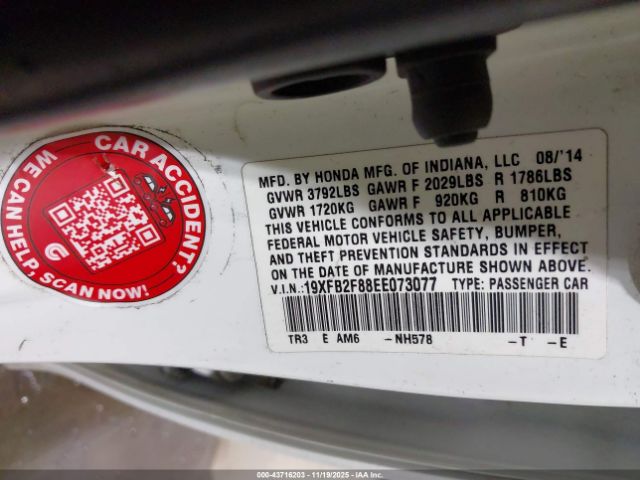 CAR ACCIDENT?
WE CAN HELP, SCAN NOW!
G
MFD. BY HONDA MFG. OF INDIANA, LLC 08/'14
GVWR 3792LBS GAWR F 2029LBS R 1786LBS
GVWR 1720KG GAWR F 920KG R 810KG
THIS VEHICLE CONFORMS TO ALL APPLICABLE
FEDERAL MOTOR VEHICLE SAFETY, BUMPER,
AND THEFT PREVENTION STANDARDS IN EFFECT
ON THE DATE OF MANUFACTURE SHOWN ABOVE.
V.I.N.:19XFB2F88EE073077 TYPE: PASSENGER CAR
TR3 E AM6 -NH578 -T -E
000-43716203 - 11/19/2025 - IAA Corp.